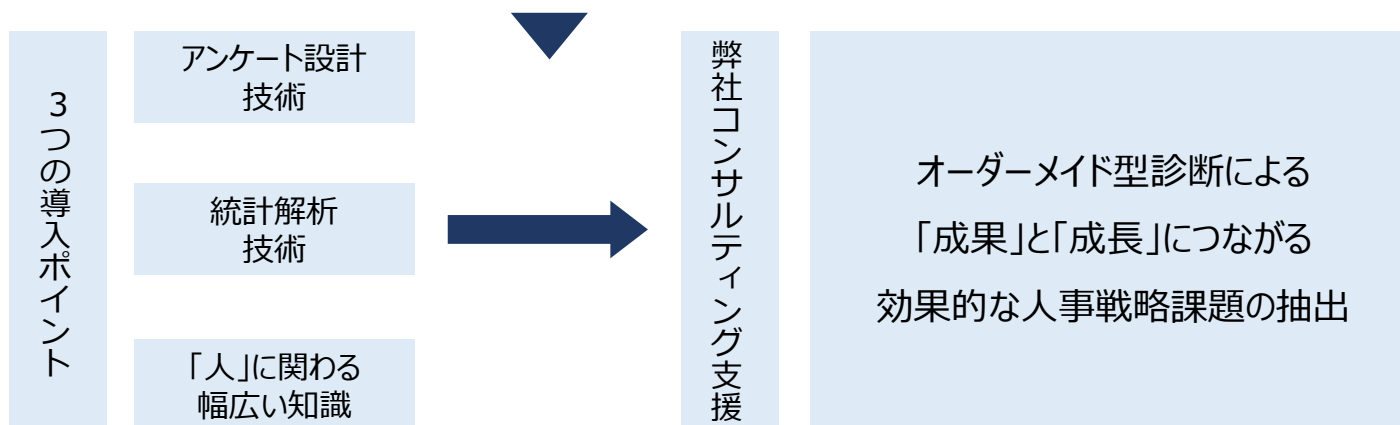 3つの導入ポイント
アンケート設計
技術
統計解析
技術
「人」に関わる
幅広い知識
弊社コンサルティング支援
オーダーメイド型診断による
「成果」と「成長」につながる
効果的な人事戦略課題の抽出